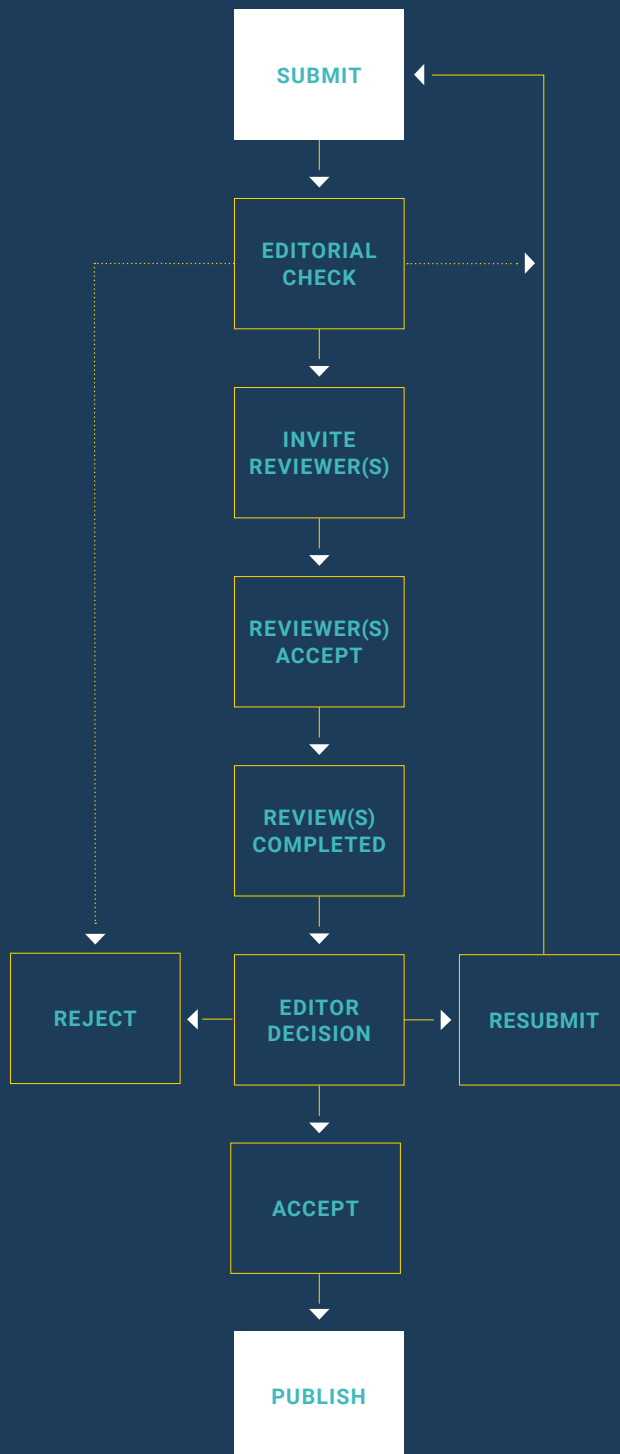 SUBMIT
EDITORIAL
CHECK
INVITE
REVIEWER(S)
REVIEWER(S)
ACCEPT
REVIEW(S)
COMPLETED
REJECT
EDITOR
DECISION
RESUBMIT
ACCEPT
PUBLISH